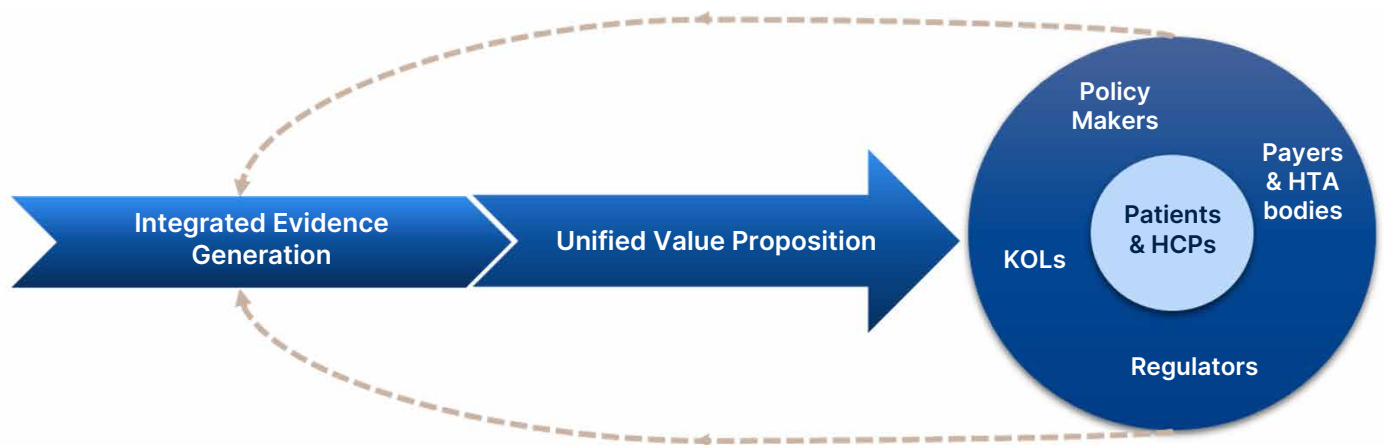 Policy
Makers
Payers
& HTA
bodies
Integrated Evidence
Generation
Unified Value Proposition
Patients
& HCPs
KOLs
Regulators